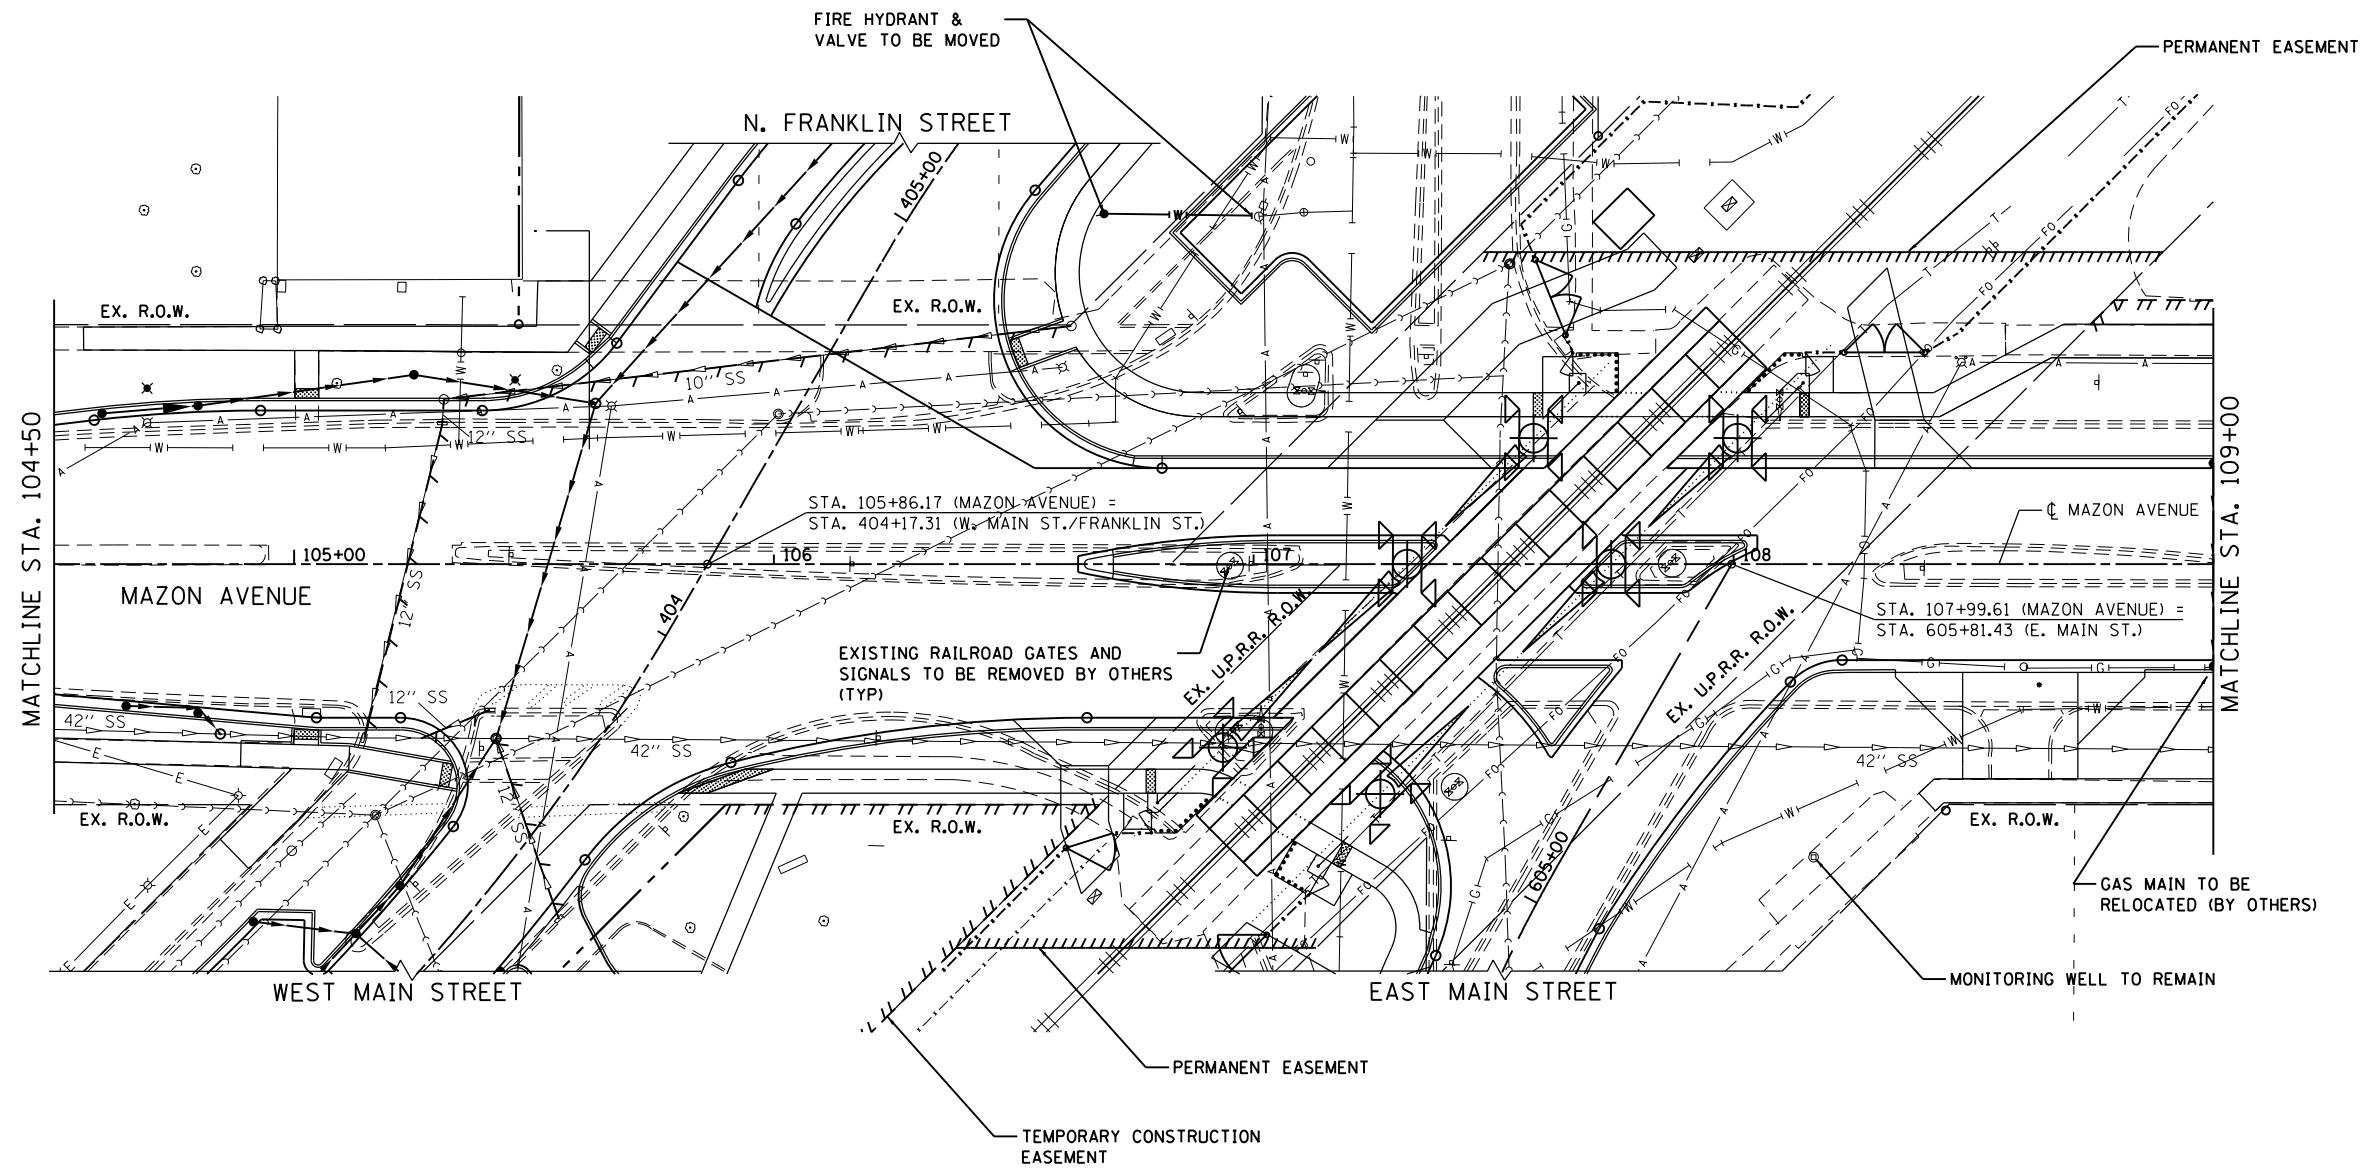 FIRE HYDRANT &
VALVE TO BE MOVED
PERMANENT EASEMENT
N. FRANKLIN STREET
405+00
EX. R.O.W.
EX. R.O.W.
10'' SS
12'' SS
MATCHLINE STA. 104+50
MATCHLINE STA. 109+00
STA. 105+86.17 (MAZON AVENUE) =
STA. 404+17.31 (W. MAIN ST./FRANKLIN ST.)
℄ MAZON AVENUE
105+00
106
107
108
MAZON AVENUE
12'' SS
404
STA. 107+99.61 (MAZON AVENUE) =
STA. 605+81.43 (E. MAIN ST.)
EXISTING RAILROAD GATES AND
SIGNALS TO BE REMOVED BY OTHERS
(TYP)
EX. U.P.R.R. R.O.W.
EX. U.P.R.R. R.O.W.
12'' SS
42'' SS
42'' SS
42'' SS
12'' SS
EX. R.O.W.
EX. R.O.W.
EX. R.O.W.
605+00
GAS MAIN TO BE
RELOCATED (BY OTHERS)
MONITORING WELL TO REMAIN
WEST MAIN STREET
EAST MAIN STREET
PERMANENT EASEMENT
TEMPORARY CONSTRUCTION
EASEMENT